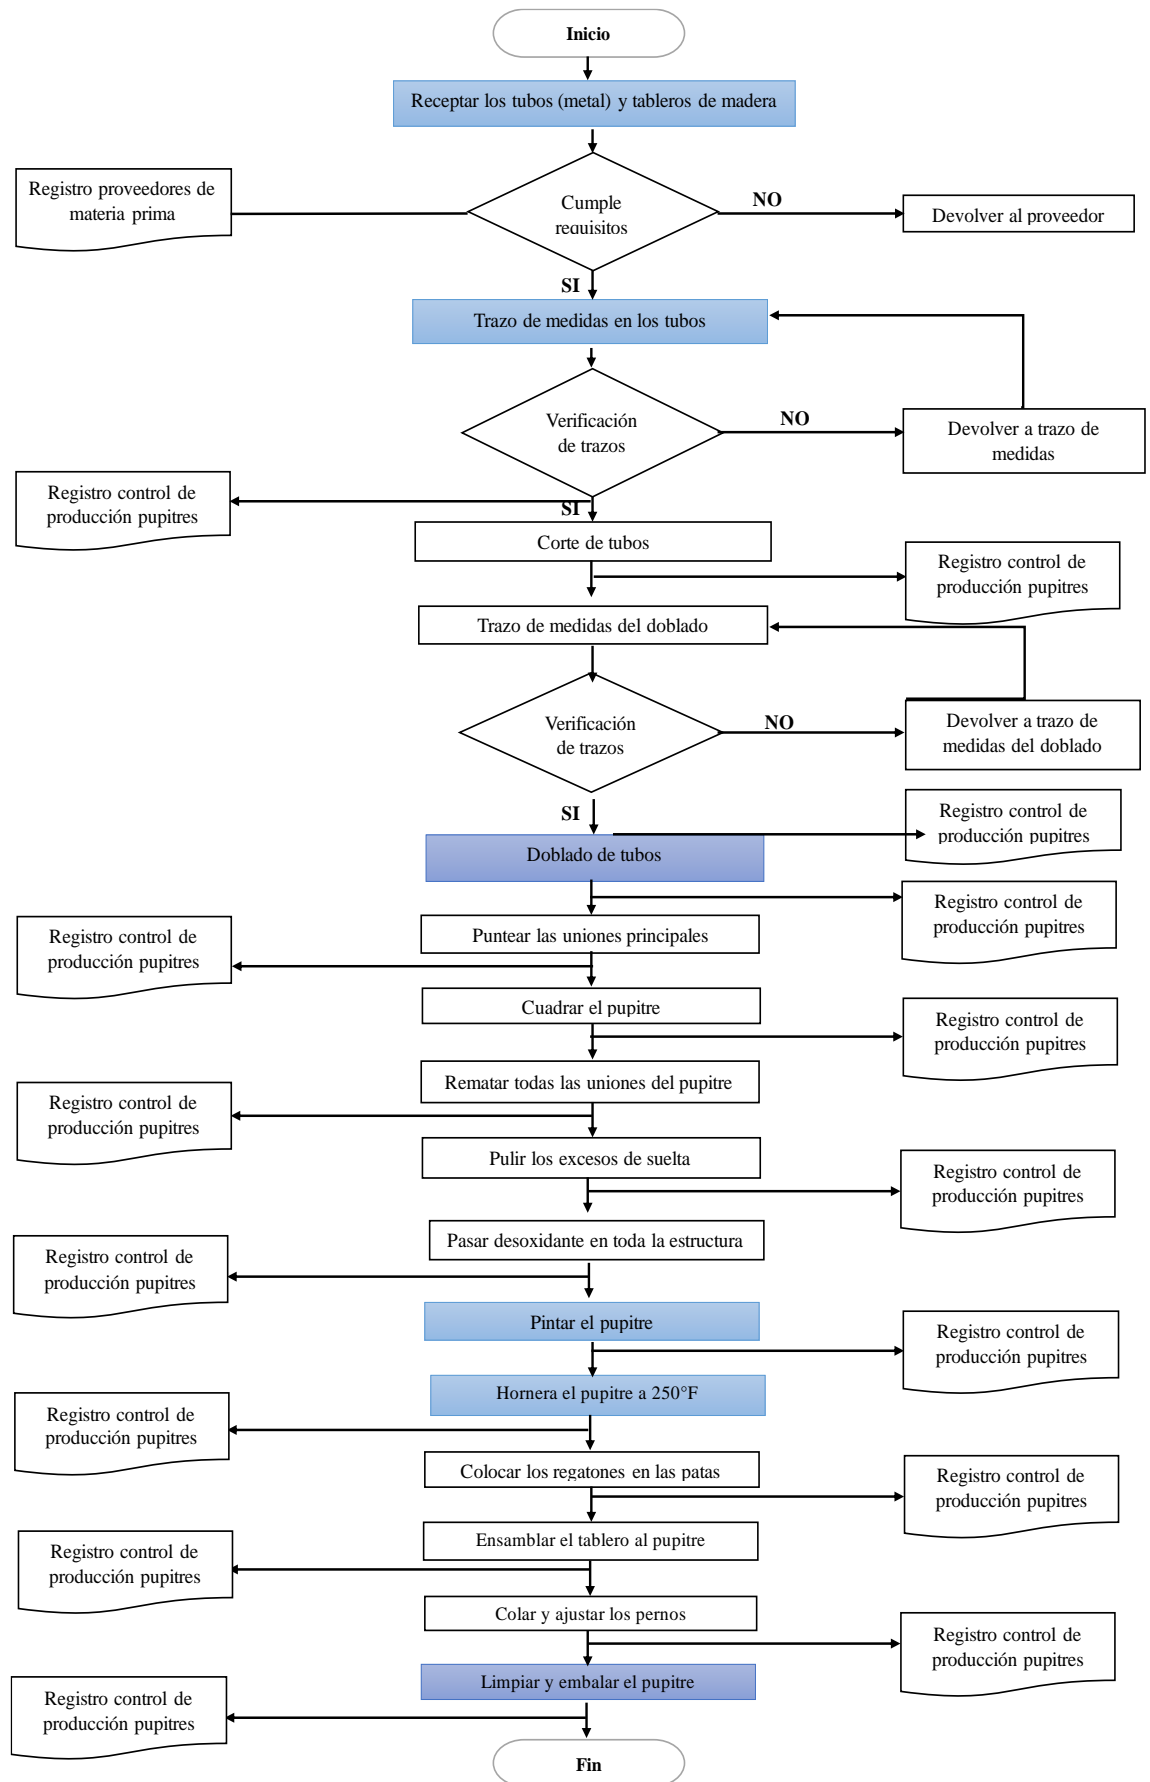 Inicio
Receptar los tubos (metal) y tableros de madera
Registro proveedores de
materia prima
Cumple
requisitos
NO
Devolver al proveedor
SI
Trazo de medidas en los tubos
Verificación
de trazos
NO
Devolver a trazo de
medidas
Registro control de
producción pupitres
SI
Corte de tubos
Registro control de
producción pupitres
Trazo de medidas del doblado
Verificación
de trazos
NO
Devolver a trazo de
medidas del doblado
SI
Registro control de
producción pupitres
Doblado de tubos
Registro control de
producción pupitres
Puntear las uniones principales
Registro control de
producción pupitres
Cuadrar el pupitre
Registro control de
producción pupitres
Rematar todas las uniones del pupitre
Registro control de
producción pupitres
Pulir los excesos de suelta
Registro control de
producción pupitres
Pasar desoxidante en toda la estructura
Registro control de
producción pupitres
Pintar el pupitre
Registro control de
producción pupitres
Hornera el pupitre a 250°F
Registro control de
producción pupitres
Colocar los regatones en las patas
Registro control de
producción pupitres
Ensamblar el tablero al pupitre
Registro control de
producción pupitres
Colar y ajustar los pernos
Registro control de
producción pupitres
Limpiar y embalar el pupitre
Registro control de
producción pupitres
Fin